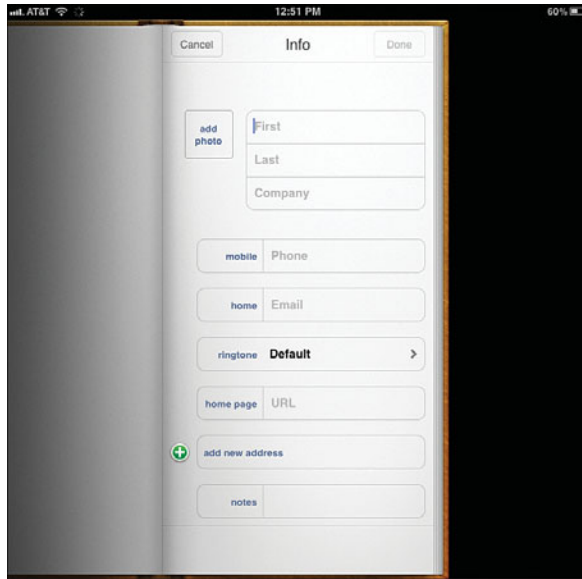 AT&T 12:51 PM 60%
Cancel Info Done
add
photo
First
Last
Company
mobile Phone
home Email
ringtone Default
home page URL
add new address
notes